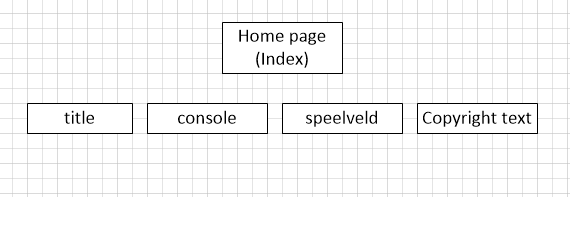 Home page
(Index)
title
console
speelveld
Copyright text